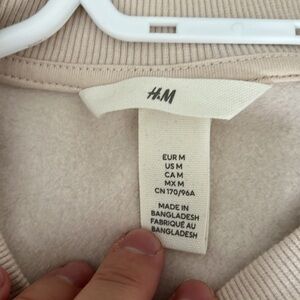 H&M
EUR M
US M
CA M
MX M
CN 170/96A
MADE IN
BANGLADESH
FABRIQUÉ AU
BANGLADESH